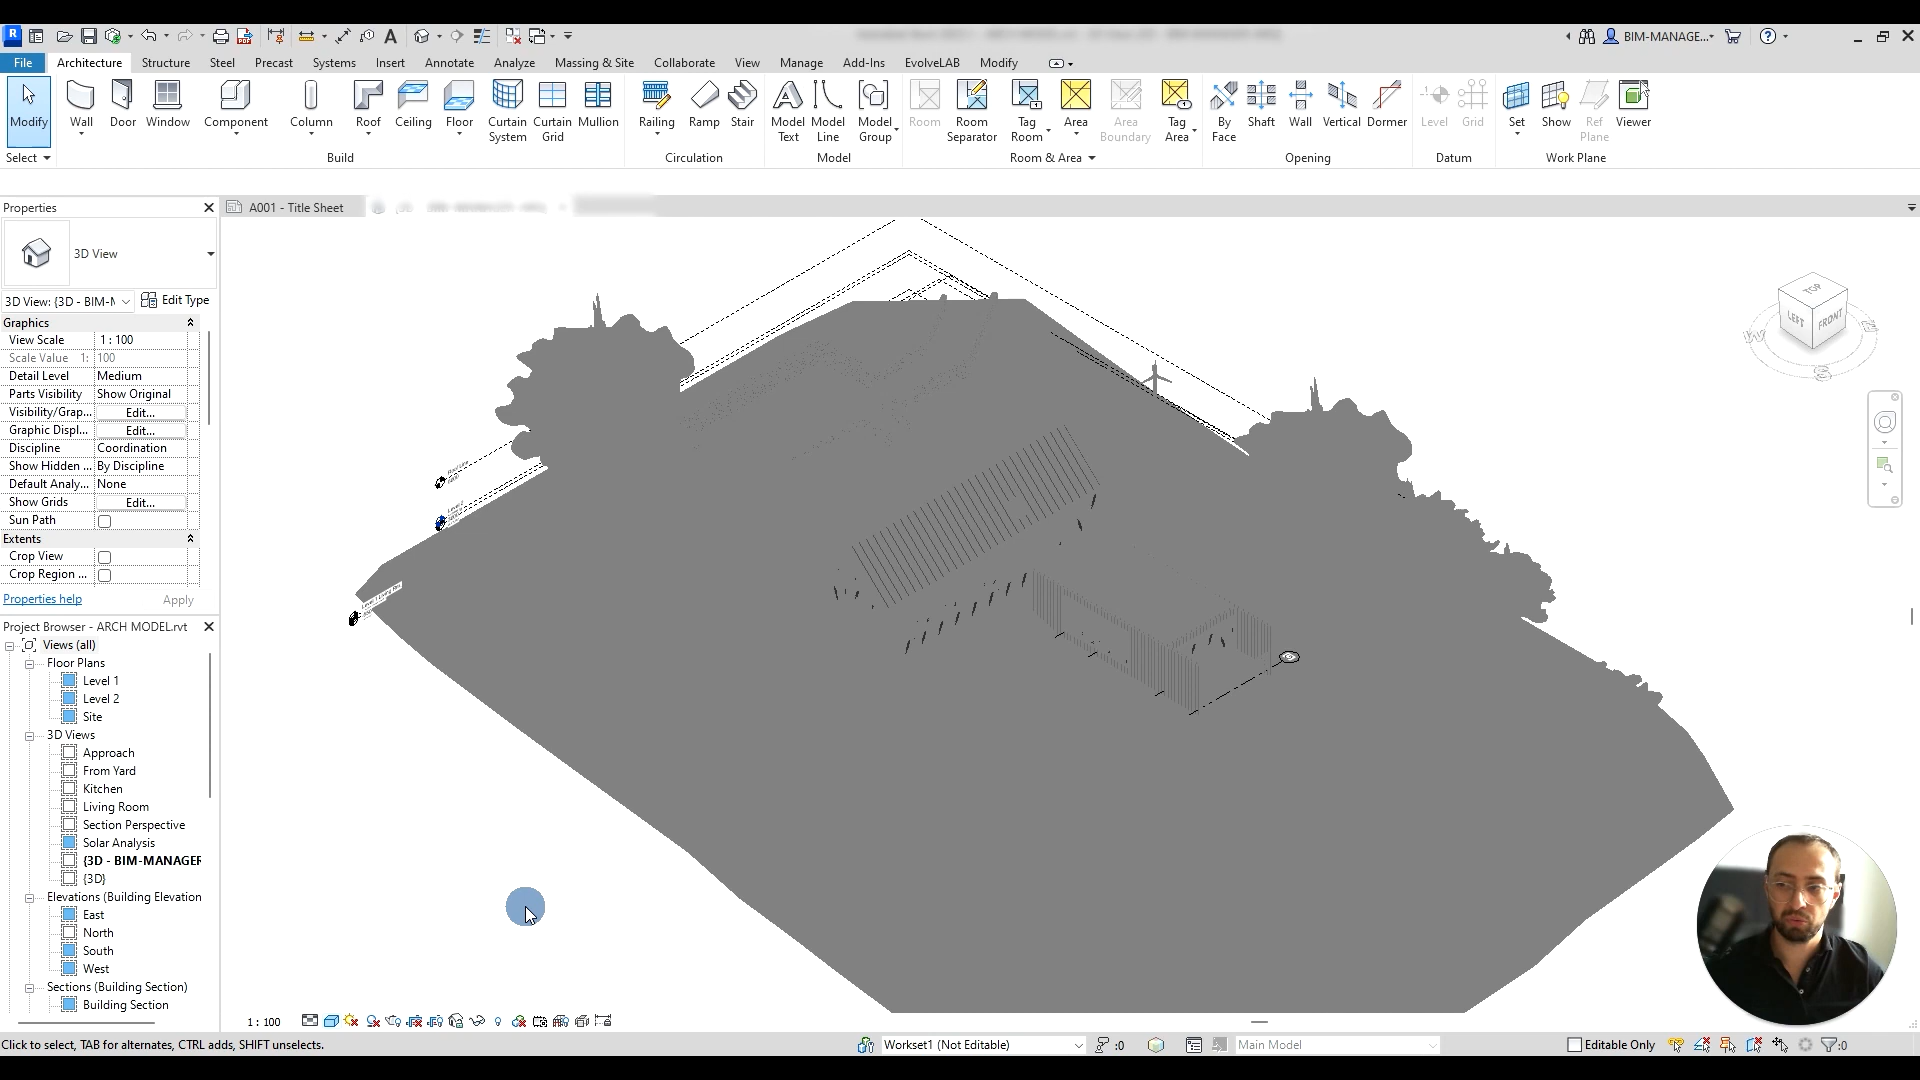 R
BIM-MANAGE...
File
Architecture
Structure
Steel
Precast
Systems
Insert
Annotate
Analyze
Massing & Site
Collaborate
View
Manage
Add-Ins
EvolveLAB
Modify
Modify
Wall
Door
Window
Component
Column
Roof
Ceiling
Floor
Curtain System
Curtain Grid
Mullion
Railing
Ramp
Stair
Model Text
Model Line
Model Group
Room
Room Separator
Tag Room
Area
Area Boundary
Tag Area
By Face
Shaft
Wall
Vertical
Dormer
Level
Grid
Set
Show
Ref Plane
Viewer
Select
Build
Circulation
Model
Room & Area
Opening
Datum
Work Plane
Properties
A001 - Title Sheet
3D View
3D View: {3D - BIM-M
Edit Type
Graphics
View Scale 1 : 100
Scale Value 1: 100
Detail Level Medium
Parts Visibility Show Original
Visibility/Grap... Edit...
Graphic Displ... Edit...
Discipline Coordination
Show Hidden ... By Discipline
Default Analy... None
Show Grids Edit...
Sun Path
Extents
Crop View
Crop Region ...
Properties help
Apply
Project Browser - ARCH MODEL.rvt
Views (all)
Floor Plans
Level 1
Level 2
Site
3D Views
Approach
From Yard
Kitchen
Living Room
Section Perspective
Solar Analysis
{3D - BIM-MANAGER
{3D}
Elevations (Building Elevation
East
North
South
West
Sections (Building Section)
Building Section
TOP
LEFT
FRONT
W
S
1 : 100
Click to select, TAB for alternates, CTRL adds, SHIFT unselects.
Workset1 (Not Editable)
:0
Main Model
Editable Only
:0